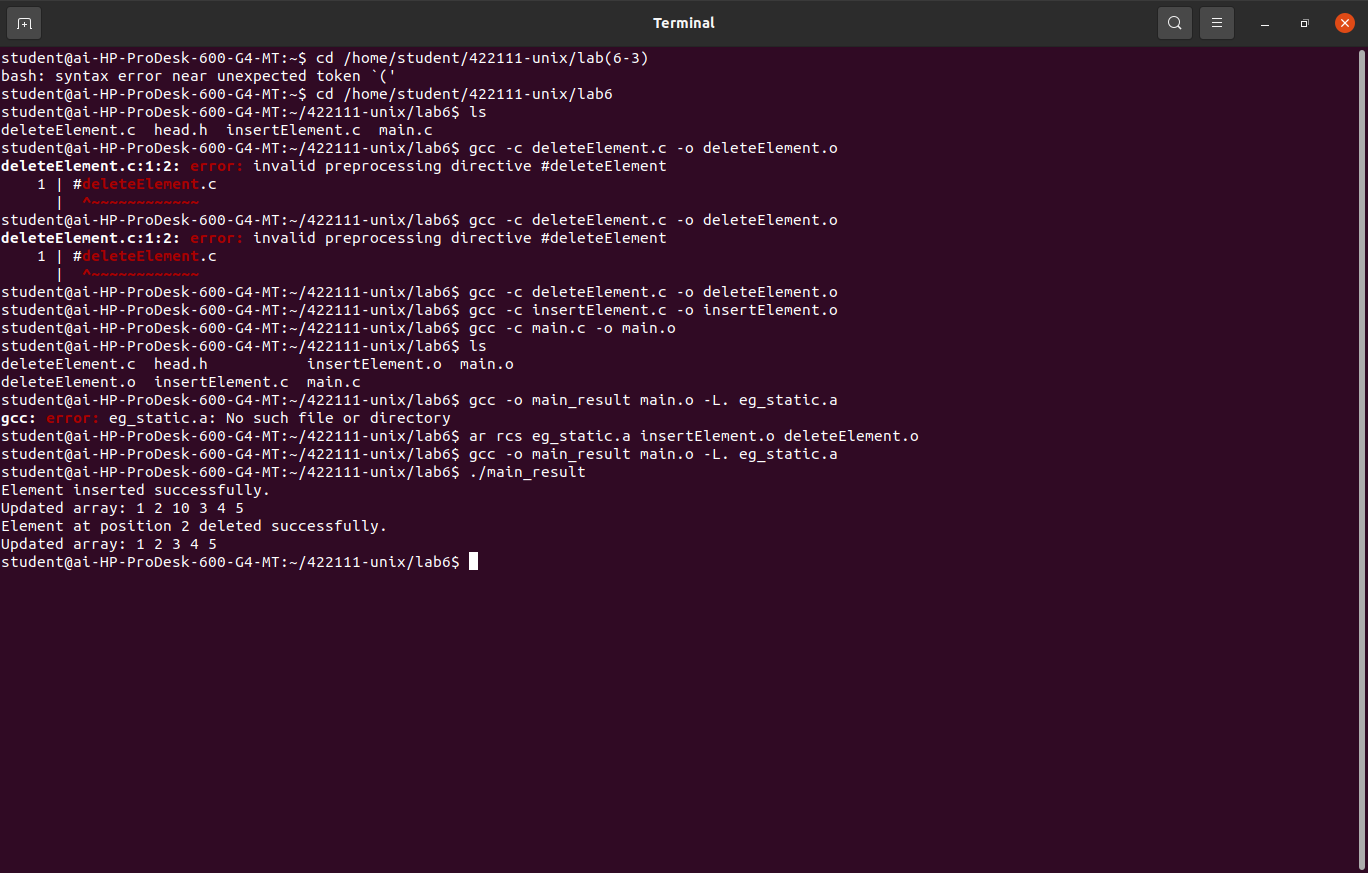 Terminal
student@ai-HP-ProDesk-600-G4-MT:~$ cd /home/student/422111-unix/lab(6-3)
bash: syntax error near unexpected token `('
student@ai-HP-ProDesk-600-G4-MT:~$ cd /home/student/422111-unix/lab6
student@ai-HP-ProDesk-600-G4-MT:~/422111-unix/lab6$ ls
deleteElement.c  head.h  insertElement.c  main.c
student@ai-HP-ProDesk-600-G4-MT:~/422111-unix/lab6$ gcc -c deleteElement.c -o deleteElement.o
deleteElement.c:1:2: error: invalid preprocessing directive #deleteElement
    1 | #deleteElement.c
      |  ^~~~~~~~~~~~~
student@ai-HP-ProDesk-600-G4-MT:~/422111-unix/lab6$ gcc -c deleteElement.c -o deleteElement.o
deleteElement.c:1:2: error: invalid preprocessing directive #deleteElement
    1 | #deleteElement.c
      |  ^~~~~~~~~~~~~
student@ai-HP-ProDesk-600-G4-MT:~/422111-unix/lab6$ gcc -c deleteElement.c -o deleteElement.o
student@ai-HP-ProDesk-600-G4-MT:~/422111-unix/lab6$ gcc -c insertElement.c -o insertElement.o
student@ai-HP-ProDesk-600-G4-MT:~/422111-unix/lab6$ gcc -c main.c -o main.o
student@ai-HP-ProDesk-600-G4-MT:~/422111-unix/lab6$ ls
deleteElement.c  head.h           insertElement.o  main.o
deleteElement.o  insertElement.c  main.c
student@ai-HP-ProDesk-600-G4-MT:~/422111-unix/lab6$ gcc -o main_result main.o -L. eg_static.a
gcc: error: eg_static.a: No such file or directory
student@ai-HP-ProDesk-600-G4-MT:~/422111-unix/lab6$ ar rcs eg_static.a insertElement.o deleteElement.o
student@ai-HP-ProDesk-600-G4-MT:~/422111-unix/lab6$ gcc -o main_result main.o -L. eg_static.a
student@ai-HP-ProDesk-600-G4-MT:~/422111-unix/lab6$ ./main_result
Element inserted successfully.
Updated array: 1 2 10 3 4 5
Element at position 2 deleted successfully.
Updated array: 1 2 3 4 5
student@ai-HP-ProDesk-600-G4-MT:~/422111-unix/lab6$